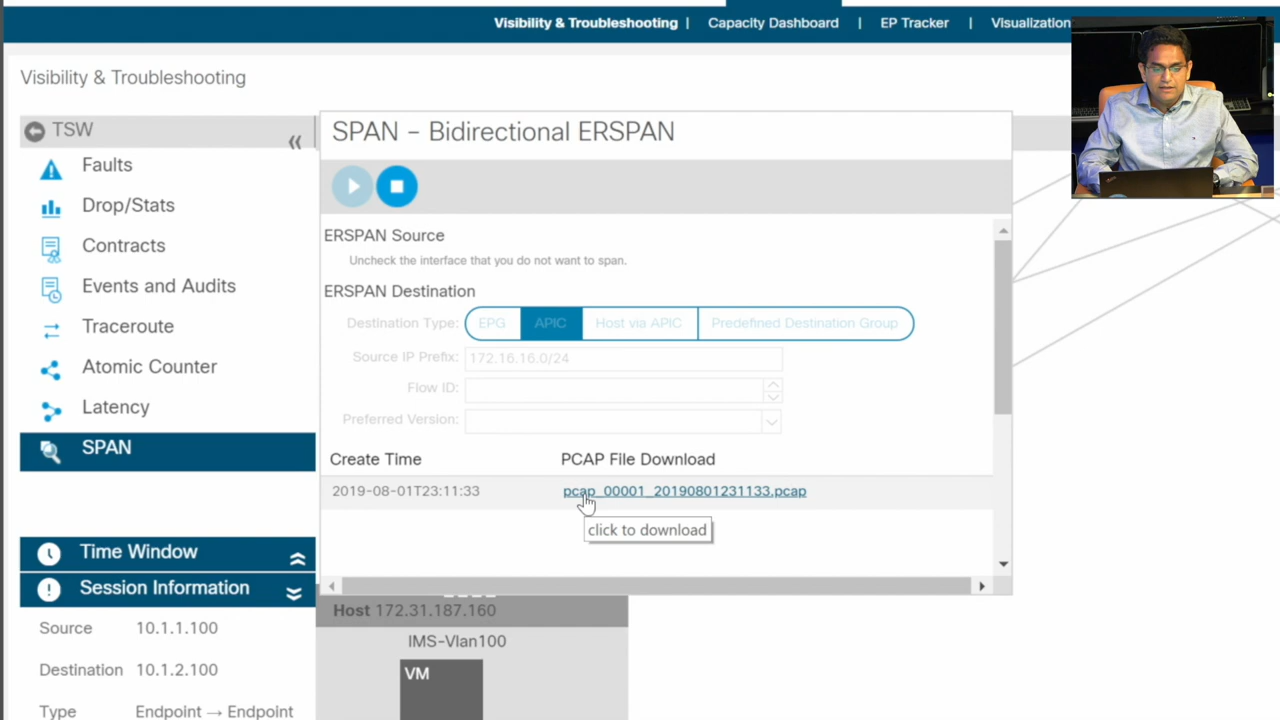 Visibility & Troubleshooting | Capacity Dashboard | EP Tracker | Visualization
Visibility & Troubleshooting
TSW
Faults
Drop/Stats
Contracts
Events and Audits
Traceroute
Atomic Counter
Latency
SPAN
Time Window
Session Information
Source 10.1.1.100
Destination 10.1.2.100
Type Endpoint → Endpoint
SPAN – Bidirectional ERSPAN
ERSPAN Source
Uncheck the interface that you do not want to span.
ERSPAN Destination
Destination Type: EPG APIC Host via APIC Predefined Destination Group
Source IP Prefix: 172.16.16.0/24
Flow ID:
Preferred Version:
Create Time PCAP File Download
2019-08-01T23:11:33 pcap_00001_20190801231133.pcap
click to download
Host 172.31.187.160
IMS-Vlan100
VM